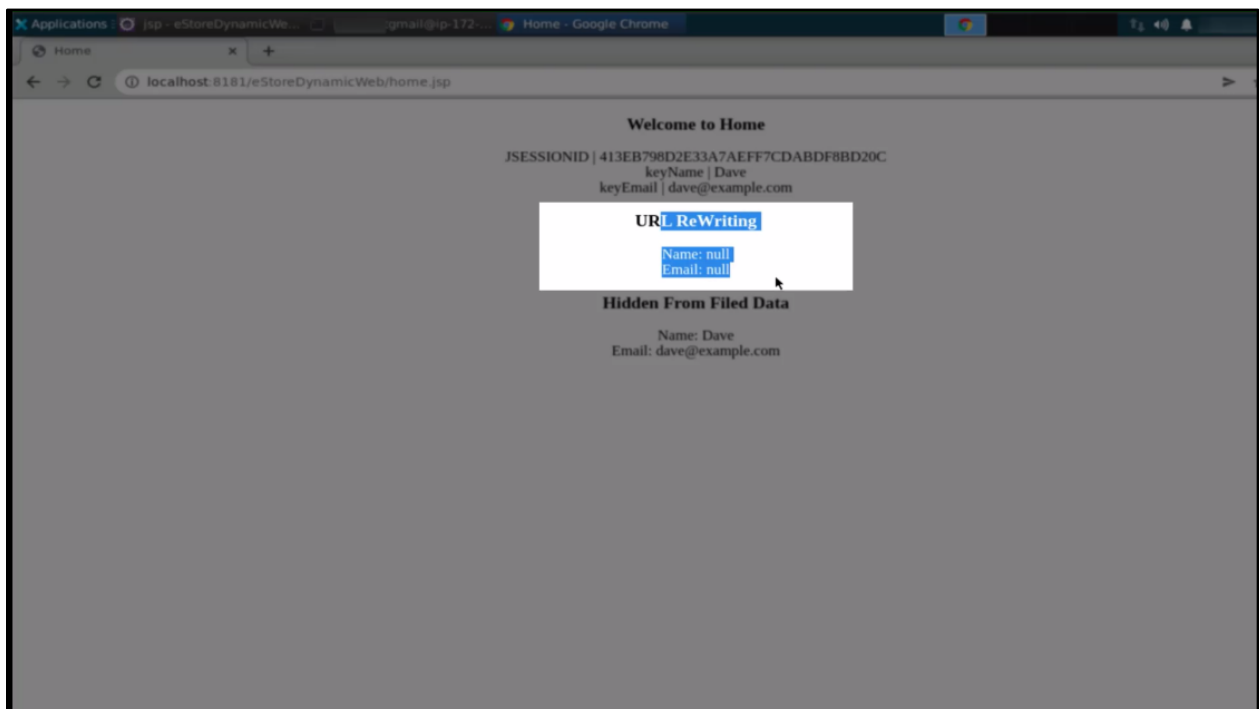 Applications : jsp - eStoreDynamicWe... :gmail@ip-172-... Home - Google Chrome
Home × +
localhost:8181/eStoreDynamicWeb/home.jsp
Welcome to Home
JSESSIONID | 413EB798D2E33A7AEFF7CDABDF8BD20C
keyName | Dave
keyEmail | dave@example.com
URL ReWriting
Name: null
Email: null
Hidden From Filed Data
Name: Dave
Email: dave@example.com